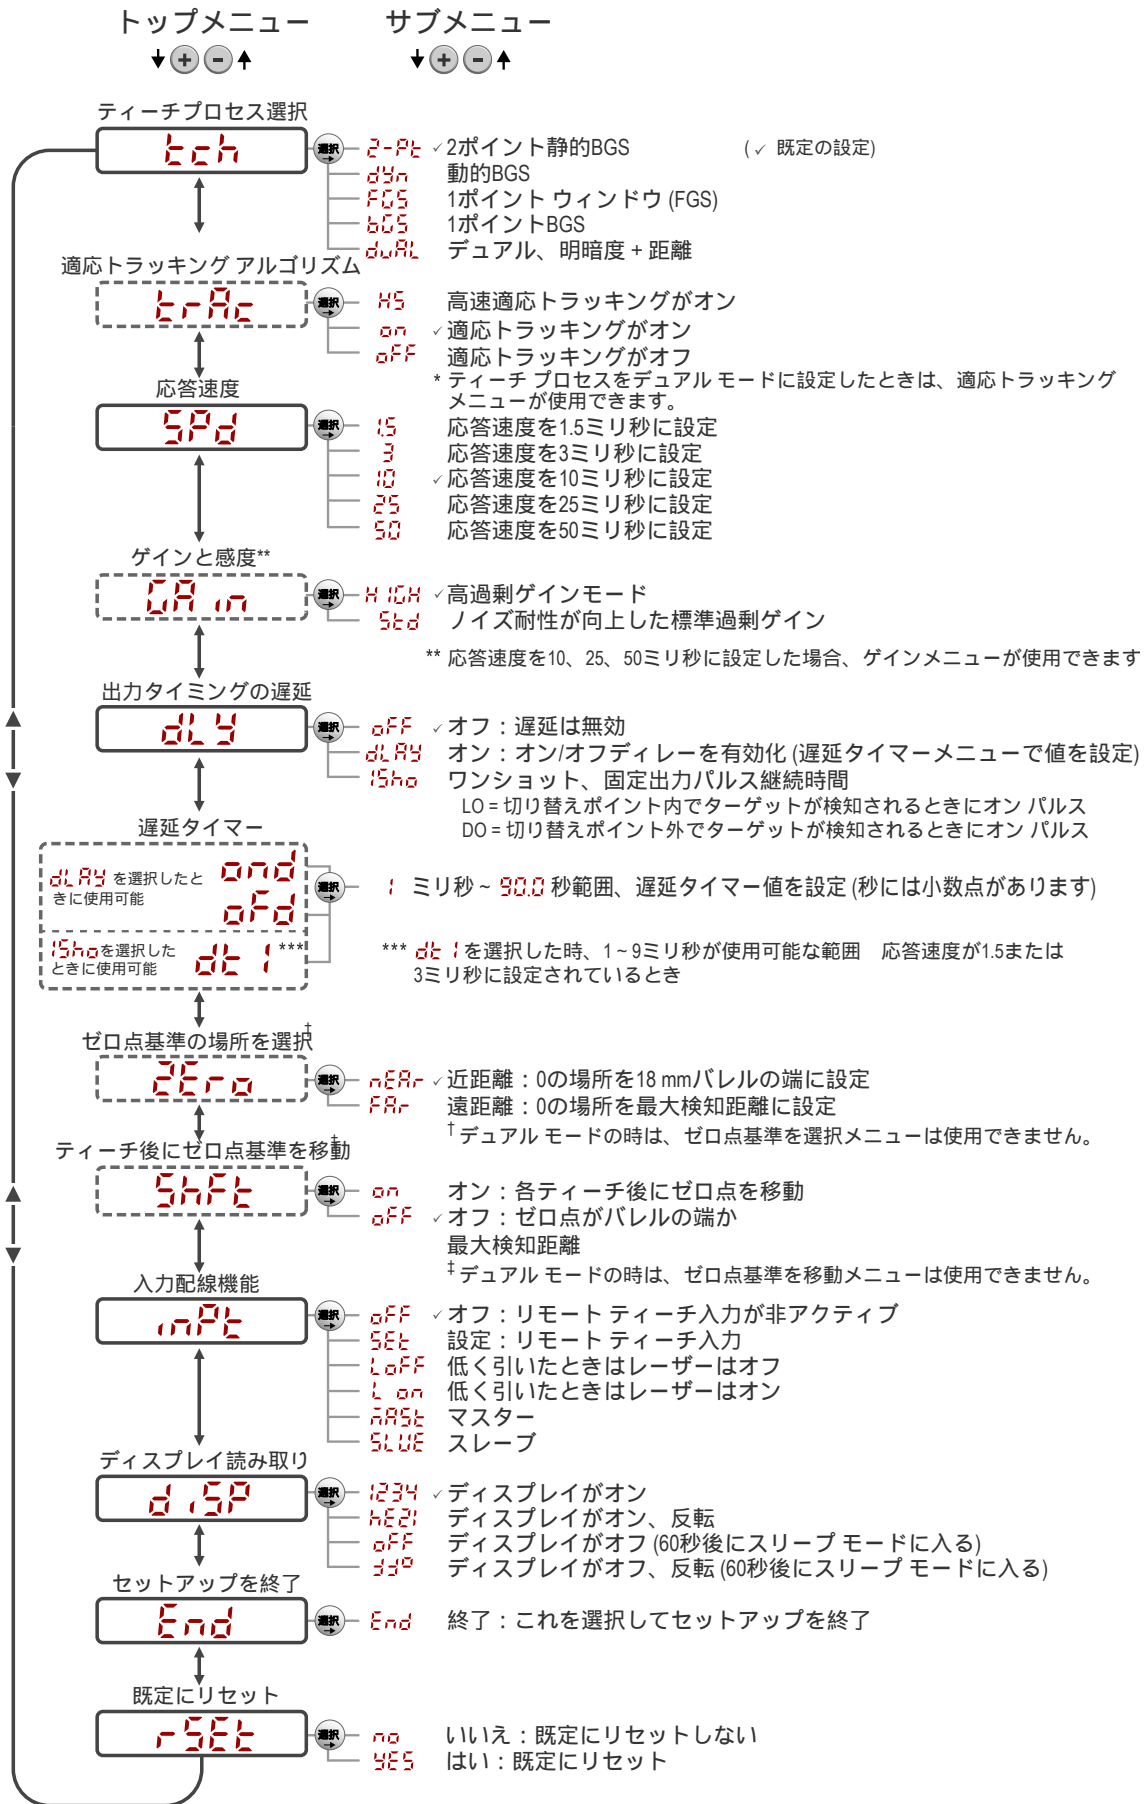 トップメニュー サブメニュー
+ - + -
ティーチプロセス選択
tch 選択 2-Pt ✓2ポイント静的BGS (✓ 既定の設定)
dyn 動的BGS
FGS 1ポイント ウィンドウ (FGS)
bGS 1ポイントBGS
duAL デュアル、明暗度 + 距離
適応トラッキング アルゴリズム
trAc 選択 HS 高速適応トラッキングがオン
on ✓適応トラッキングがオン
oFF 適応トラッキングがオフ
* ティーチ プロセスをデュアル モードに設定したときは、適応トラッキング
メニューが使用できます。
応答速度
SPd 選択 1.5 応答速度を1.5ミリ秒に設定
3 応答速度を3ミリ秒に設定
10 ✓応答速度を10ミリ秒に設定
25 応答速度を25ミリ秒に設定
50 応答速度を50ミリ秒に設定
ゲインと感度**
GAin 選択 HIGH ✓高過剰ゲインモード
Std ノイズ耐性が向上した標準過剰ゲイン
** 応答速度を10、25、50ミリ秒に設定した場合、ゲインメニューが使用できます
出力タイミングの遅延
dLY 選択 oFF ✓オフ：遅延は無効
dLAY オン：オン/オフディレーを有効化 (遅延タイマーメニューで値を設定)
1Sho ワンショット、固定出力パルス継続時間
LO = 切り替えポイント内でターゲットが検知されるときにオン パルス
DO = 切り替えポイント外でターゲットが検知されるときにオン パルス
遅延タイマー
dLAY を選択したと
きに使用可能
ond
oFd
選択 1 ミリ秒 ~ 90.0 秒範囲、遅延タイマー値を設定 (秒には小数点があります)
1Shoを選択した
ときに使用可能
dt1 ***
*** dt1 を選択した時、1 ~ 9ミリ秒が使用可能な範囲 応答速度が1.5または
3ミリ秒に設定されているとき
ゼロ点基準の場所を選択†
ZEro 選択 nEAr ✓近距離：0の場所を18 mmバレルの端に設定
FAr 遠距離：0の場所を最大検知距離に設定
† デュアル モードの時は、ゼロ点基準を選択メニューは使用できません。
ティーチ後にゼロ点基準を移動‡
ShFt 選択 on オン：各ティーチ後にゼロ点を移動
oFF ✓オフ：ゼロ点がバレルの端か
最大検知距離
‡ デュアル モードの時は、ゼロ点基準を移動メニューは使用できません。
入力配線機能
inPt 選択 oFF ✓オフ：リモート ティーチ入力が非アクティブ
SEt 設定：リモート ティーチ入力
LoFF 低く引いたときはレーザーはオフ
L on 低く引いたときはレーザーはオン
mASt マスター
SLVE スレーブ
ディスプレイ読み取り
diSP 選択 1234 ✓ディスプレイがオン
hEZI ディスプレイがオン、反転
oFF ディスプレイがオフ (60秒後にスリープ モードに入る)
ddo ディスプレイがオフ、反転 (60秒後にスリープ モードに入る)
セットアップを終了
End 選択 End 終了：これを選択してセットアップを終了
既定にリセット
rSEt 選択 no いいえ：既定にリセットしない
YES はい：既定にリセット